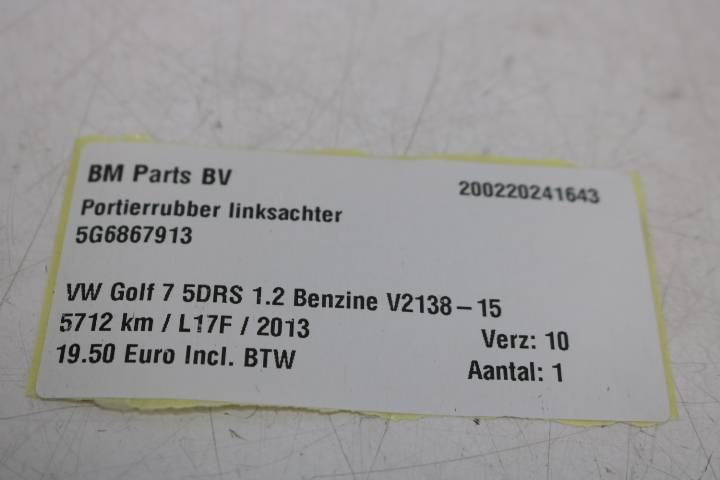 BM Parts BV
200220241643
Portierrubber linksachter
5G6867913
VW Golf 7 5DRS 1.2 Benzine V2138-15
5712 km / L17F / 2013
Verz: 10
19.50 Euro Incl. BTW
Aantal: 1